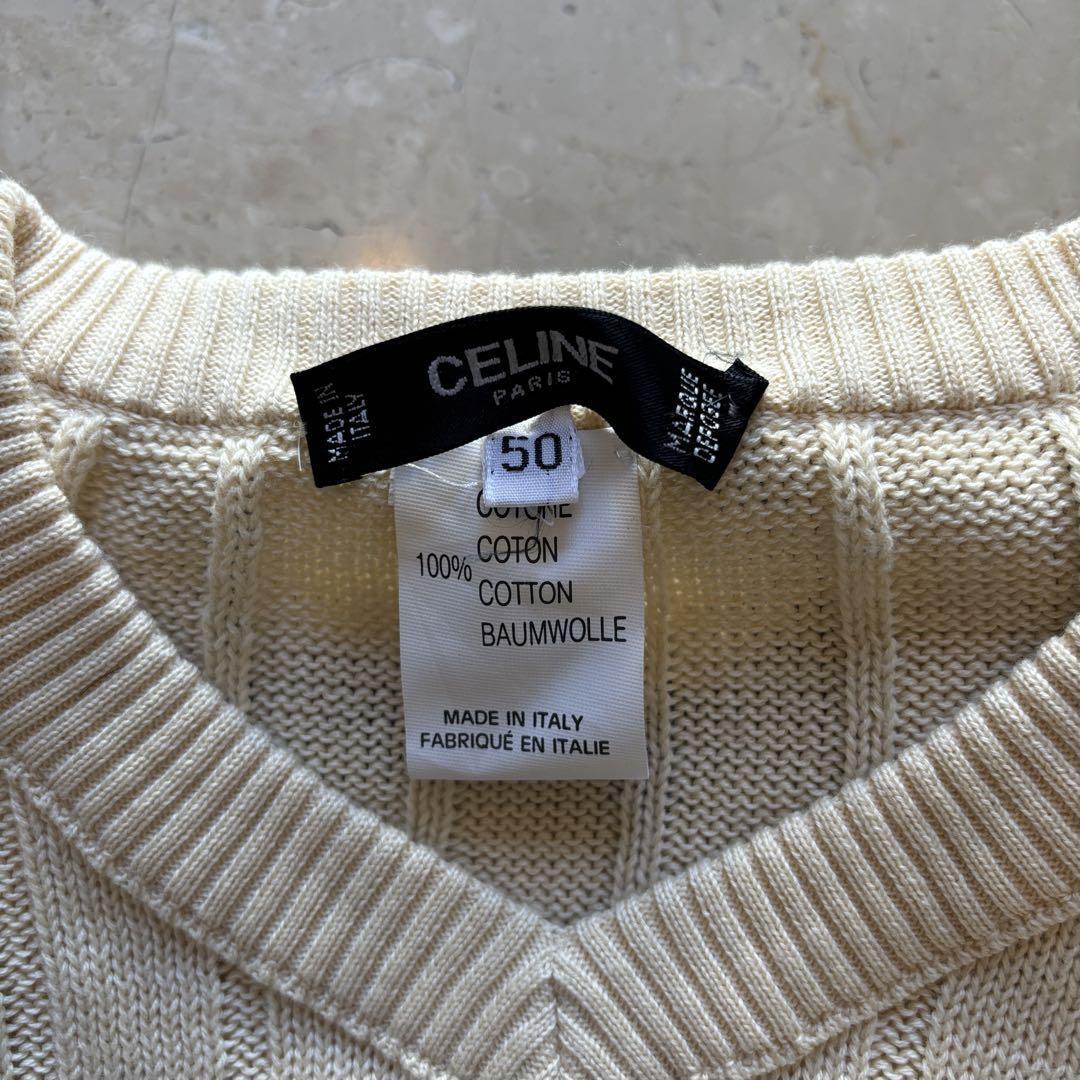 MADE IN
ITALY
CELINE
PARIS
MARQUE
DEPOSEE
50
COTONE
COTON
100%
COTTON
BAUMWOLLE
MADE IN ITALY
FABRIQUÉ EN ITALIE